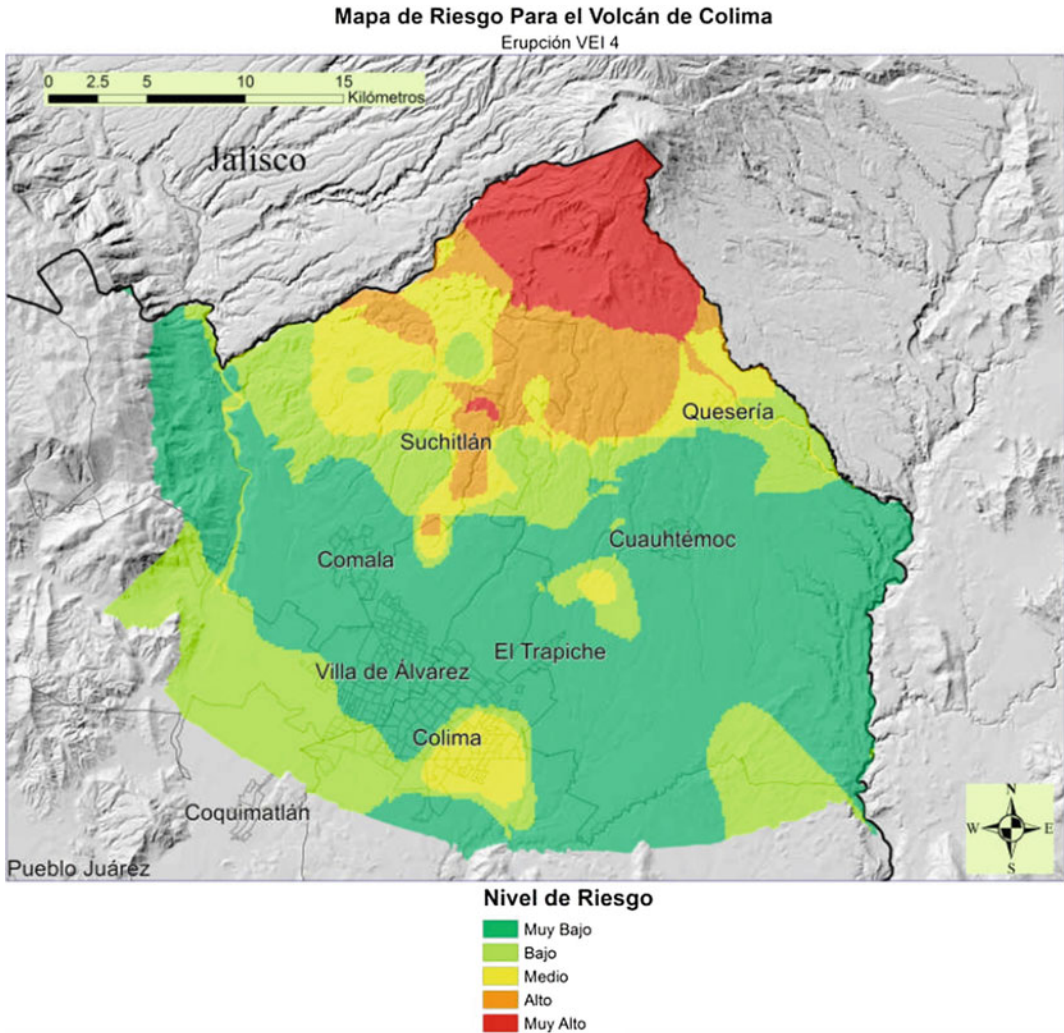 Mapa de Riesgo Para el Volcán de Colima
Erupción VEI 4
0 2.5 5 10 15
Kilómetros
Jalisco
Quesería
Suchitlán
Cuauhtémoc
Comala
El Trapiche
Villa de Álvarez
Colima
Coquimatlán
Pueblo Juárez
N
W E
S
Nivel de Riesgo
Muy Bajo
Bajo
Medio
Alto
Muy Alto